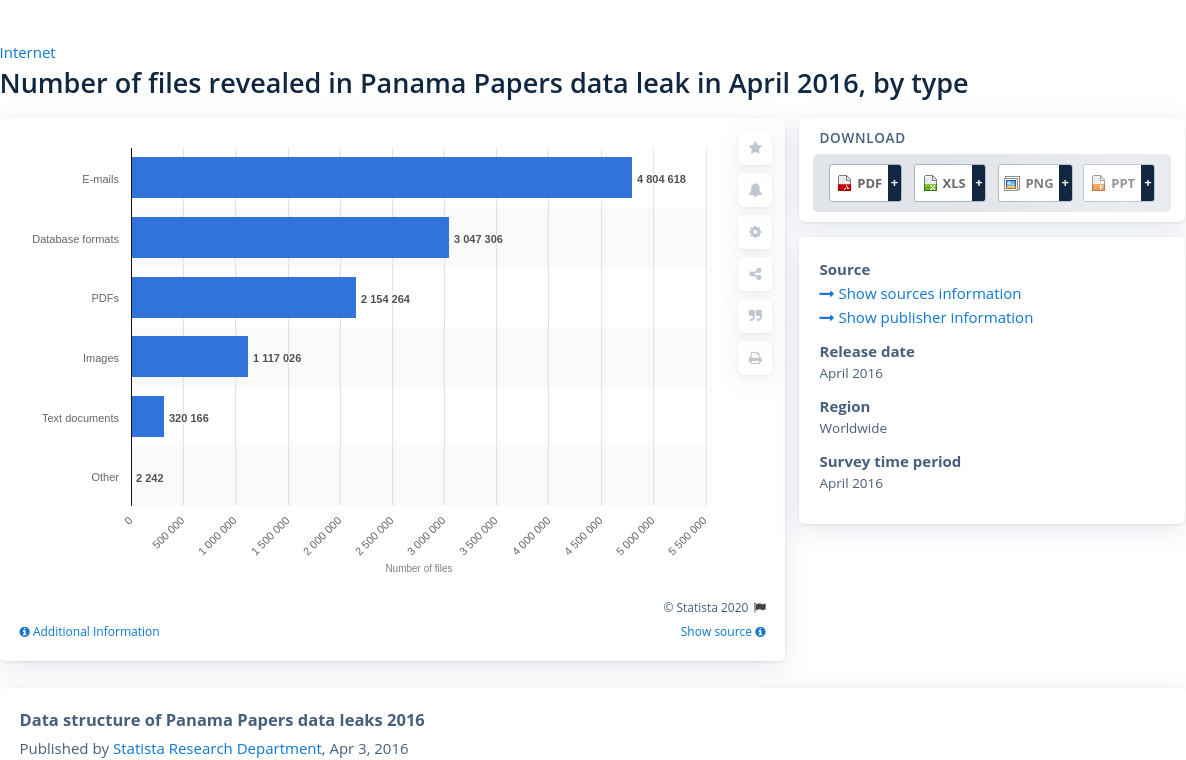 Internet
Number of files revealed in Panama Papers data leak in April 2016, by type
E-mails
4 804 618
Database formats
3 047 306
PDFs
2 154 264
Images
1 117 026
Text documents
320 166
Other
2 242
0
500 000
1 000 000
1 500 000
2 000 000
2 500 000
3 000 000
3 500 000
4 000 000
4 500 000
5 000 000
5 500 000
Number of files
© Statista 2020
Additional Information
Show source
DOWNLOAD
PDF + XLS + PNG + PPT +
Source
Show sources information
Show publisher information
Release date
April 2016
Region
Worldwide
Survey time period
April 2016
Data structure of Panama Papers data leaks 2016
Published by Statista Research Department, Apr 3, 2016